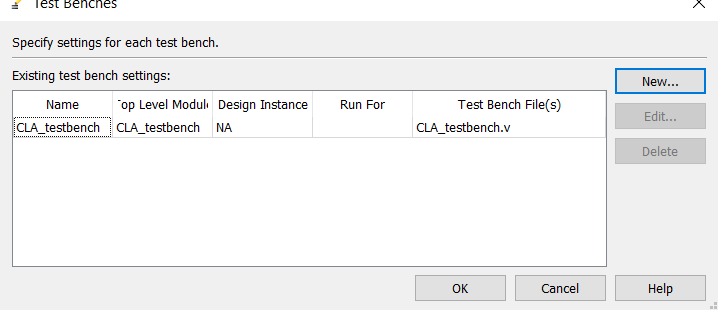 Test Benches
Specify settings for each test bench.
Existing test bench settings:
Name Top Level Module Design Instance Run For Test Bench File(s)
CLA_testbench CLA_testbench NA CLA_testbench.v
New...
Edit...
Delete
OK Cancel Help